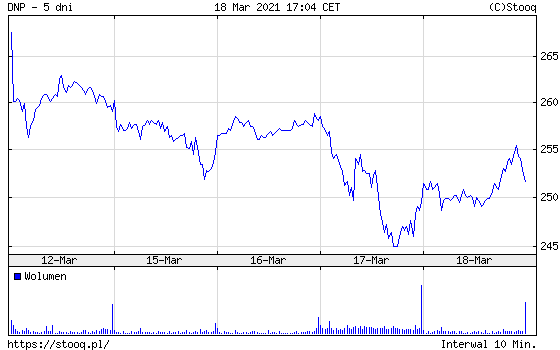 DNP - 5 dni 18 Mar 2021 17:04 CET (C)Stooq
265
260
255
250
245
12-Mar 15-Mar 16-Mar 17-Mar 18-Mar
Wolumen
https://stooq.pl/ Interwal 10 Min.